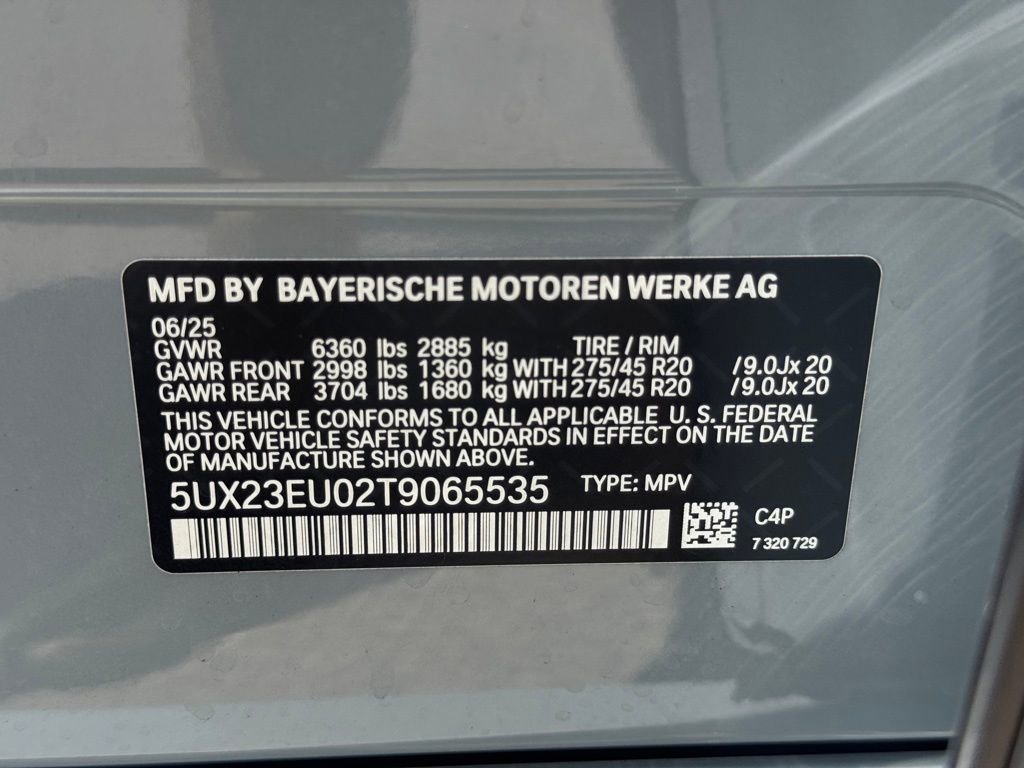 MFD BY BAYERISCHE MOTOREN WERKE AG
06/25
GVWR 6360 lbs 2885 kg TIRE / RIM
GAWR FRONT 2998 lbs 1360 kg WITH 275/45 R20 /9.0Jx 20
GAWR REAR 3704 lbs 1680 kg WITH 275/45 R20 /9.0Jx 20
THIS VEHICLE CONFORMS TO ALL APPLICABLE U. S. FEDERAL
MOTOR VEHICLE SAFETY STANDARDS IN EFFECT ON THE DATE
OF MANUFACTURE SHOWN ABOVE.
5UX23EU02T9065535 TYPE: MPV
C4P
7 320 729